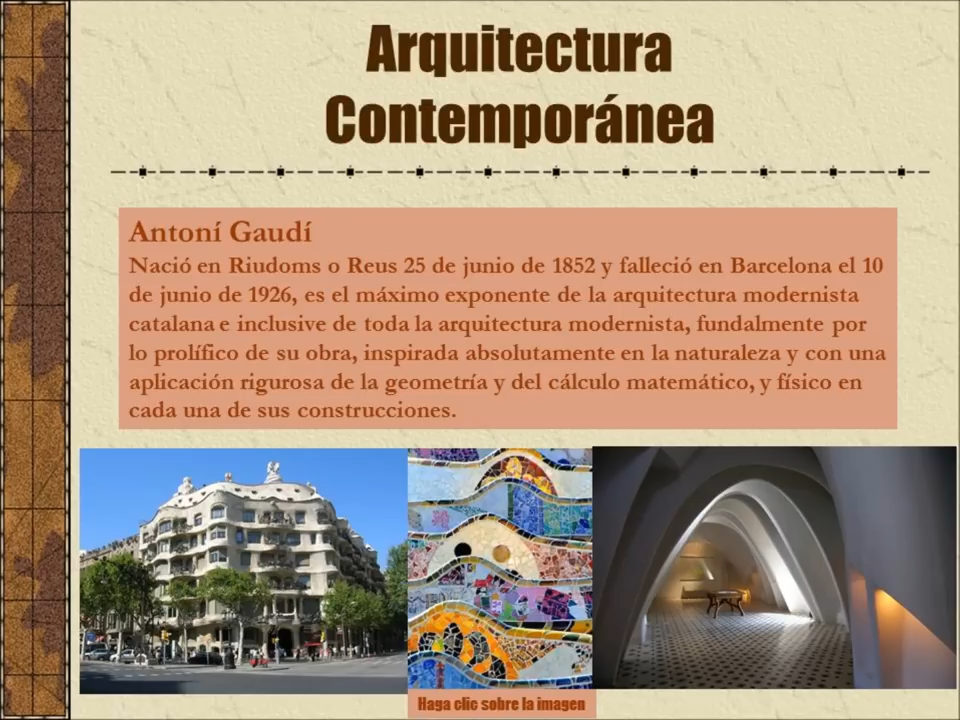 Arquitectura
Contemporánea
Antoní Gaudí
Nació en Riudoms o Reus 25 de junio de 1852 y falleció en Barcelona el 10
de junio de 1926, es el máximo exponente de la arquitectura modernista
catalana e inclusive de toda la arquitectura modernista, fundalmente por
lo prolífico de su obra, inspirada absolutamente en la naturaleza y con una
aplicación rigurosa de la geometría y del cálculo matemático, y físico en
cada una de sus construcciones.
Haga clic sobre la imagen